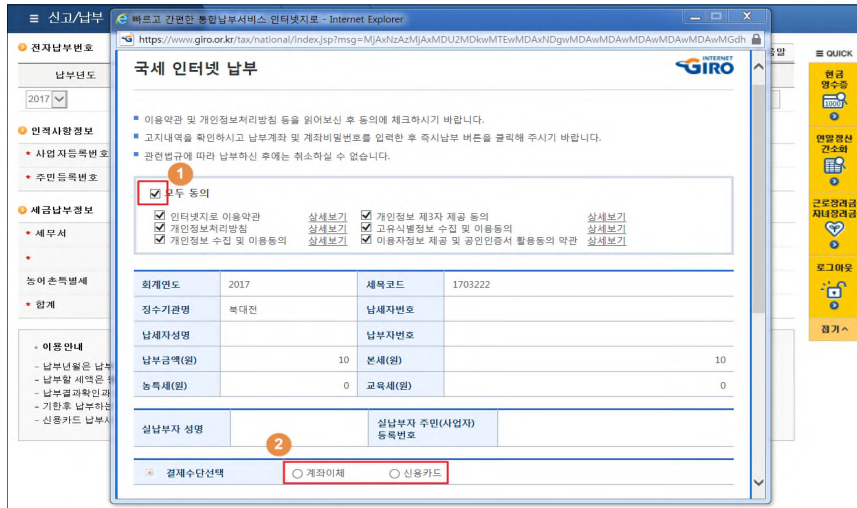 ≡ 신고/납부
빠르고 간편한 통합납부서비스 인터넷지로 - Internet Explorer
https://www.giro.or.kr/tax/national/index.jsp?msg=MjAxNzAzMjAxMDU2MDkwMTEwMDAxNDgwMDAwMDAwMDAwMDAwMDAwMGdh
전자납부번호
납부년도
2017
인적사항정보
* 사업자등록번호
* 주민등록번호
세금납부정보
* 세무서
*
농어촌특별세
* 합계
이용안내
- 납부년월은 납부
- 납부할 세액은
- 납부결과확인과
- 기한후 납부하는
- 신용카드 납부시
국세 인터넷 납부
INTERNET
GIRO
이용약관 및 개인정보처리방침 등을 읽어보신 후 동의에 체크하시기 바랍니다.
고지내역을 확인하시고 납부계좌 및 계좌비밀번호를 입력한 후 즉시납부 버튼을 클릭해 주시기 바랍니다.
관련법규에 따라 납부하신 후에는 취소하실 수 없습니다.
1
모두 동의
인터넷지로 이용약관 상세보기 개인정보 제3자 제공 동의 상세보기
개인정보처리방침 상세보기 고유식별정보 수집 및 이용동의 상세보기
개인정보 수집 및 이용동의 상세보기 이용자정보 제공 및 공인인증서 활용동의 약관 상세보기
회계연도 2017 세목코드 1703222
징수기관명 북대전 납세자번호
납세자성명 납부자번호
납부금액(원) 10 본세(원) 10
농특세(원) 0 교육세(원) 0
실납부자 성명 실납부자 주민(사업자)
등록번호
2
결제수단선택 계좌이체 신용카드
≡ QUICK
현금
영수증
1000
연말정산
간소화
근로장려금
자녀장려금
로그아웃
접기